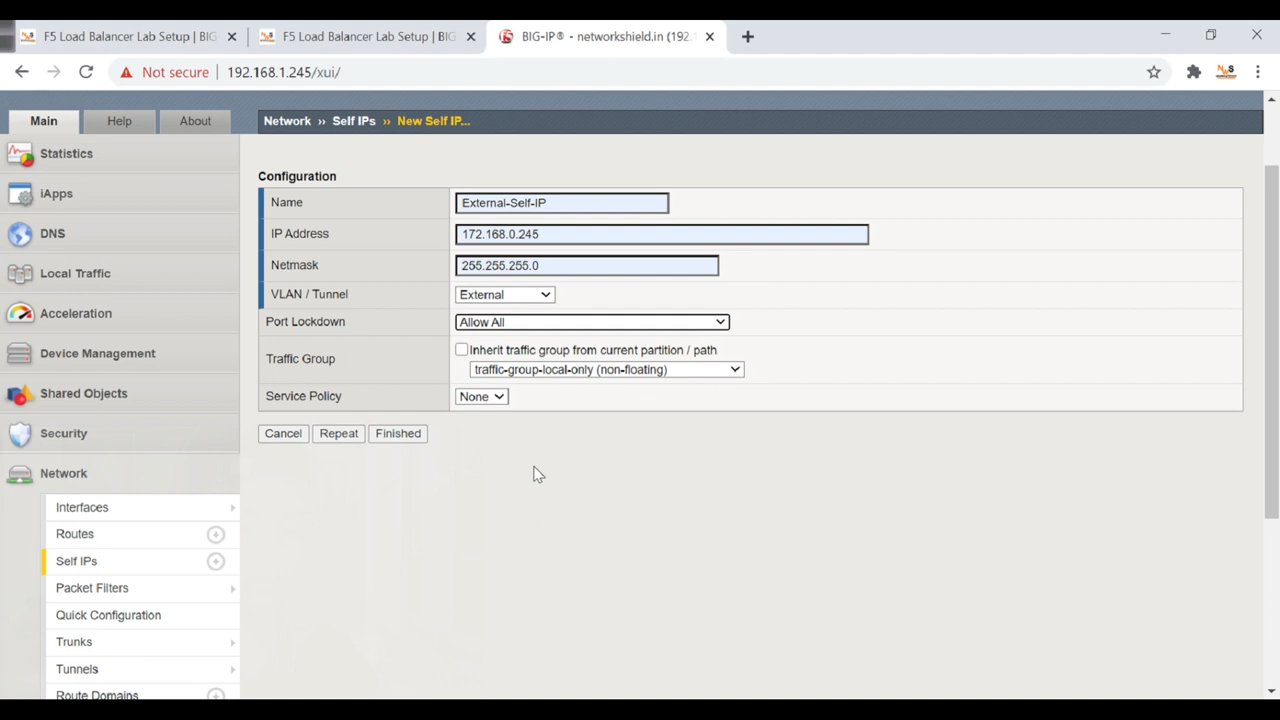 F5 Load Balancer Lab Setup | BIG
F5 Load Balancer Lab Setup | BIG
BIG-IP® - networkshield.in (192.
Not secure
192.168.1.245/xui/
Main
Help
About
Network » Self IPs » New Self IP...
Statistics
iApps
DNS
Local Traffic
Acceleration
Device Management
Shared Objects
Security
Network
Interfaces
Routes
Self IPs
Packet Filters
Quick Configuration
Trunks
Tunnels
Route Domains
Configuration
Name
External-Self-IP
IP Address
172.168.0.245
Netmask
255.255.255.0
VLAN / Tunnel
External
Port Lockdown
Allow All
Traffic Group
Inherit traffic group from current partition / path
traffic-group-local-only (non-floating)
Service Policy
None
Cancel
Repeat
Finished